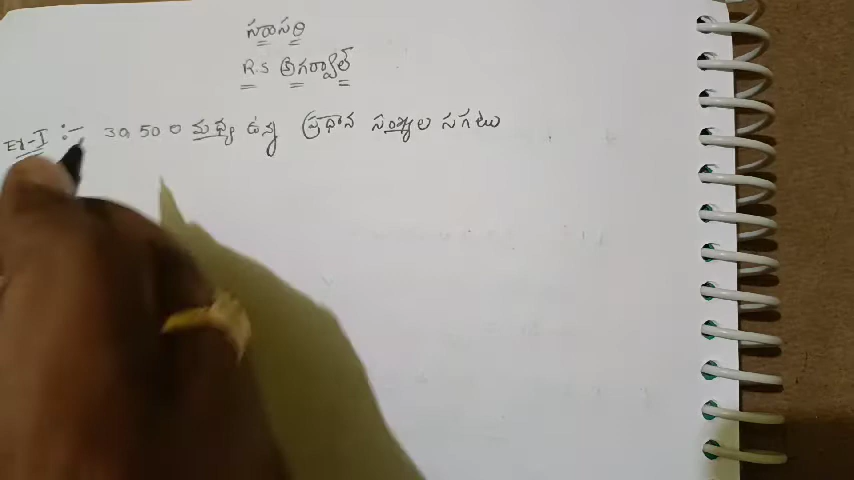 సరాసరి
R.S అగర్వాల్
Ex-I :- 30, 50 ల మధ్య ఉన్న ప్రధాన సంఖ్యల సగటు